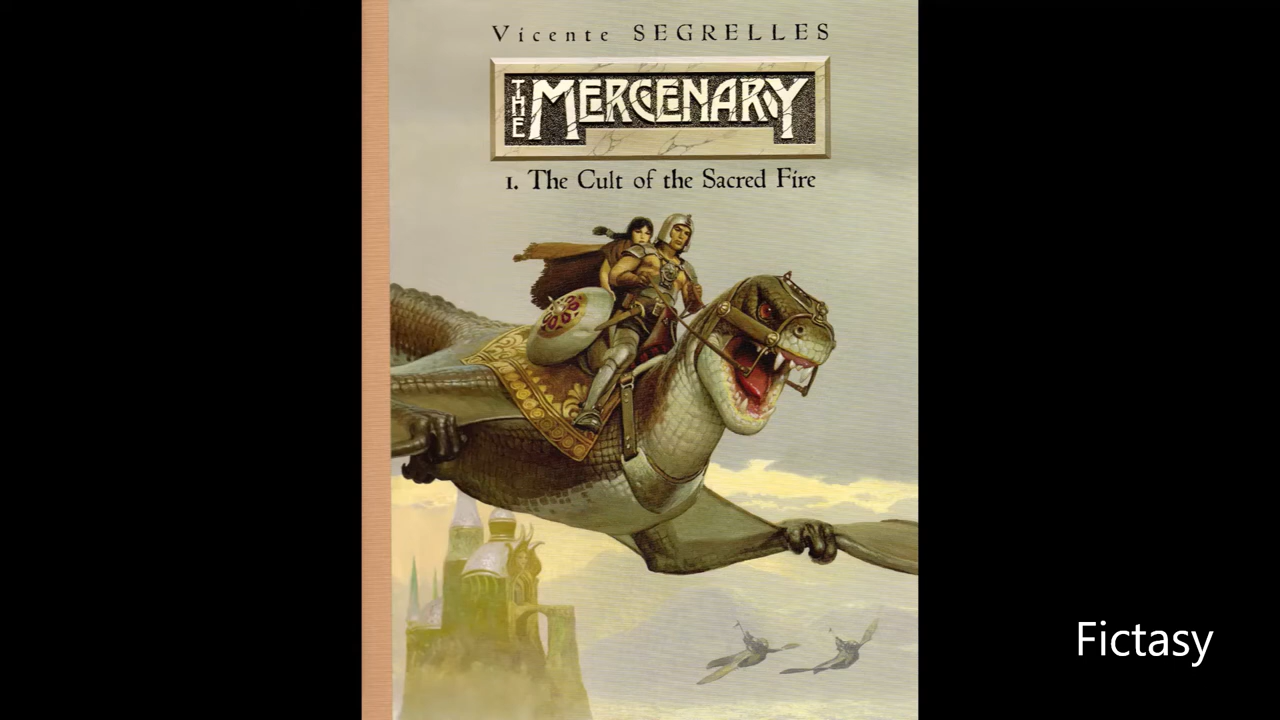 Vicente SEGRELLES
THE MERCENARY
1. The Cult of the Sacred Fire
Fictasy